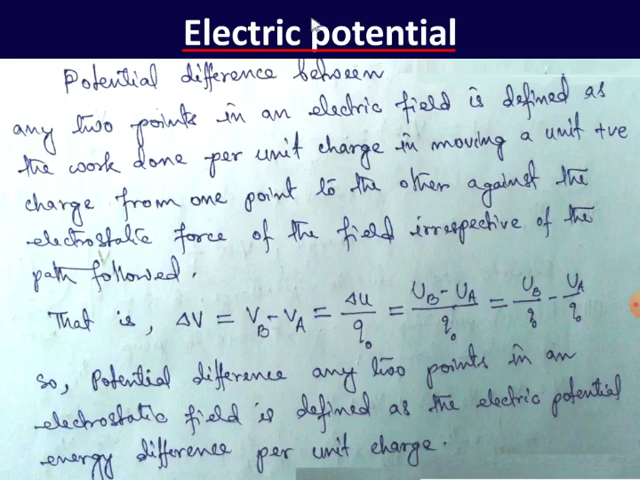 Electric potential
Potential difference between
any two points in an electric field is defined as
the work done per unit charge in moving a unit +ve
charge from one point to the other against the
electrostatic force of the field irrespective of the
path followed.
That is, ΔV = V_B - V_A = Δu/q₀ = (U_B - U_A)/q₀ = U_B/q₀ - U_A/q₀
So, Potential difference any two points in an
electrostatic field is defined as the electric potential
energy difference per unit charge.